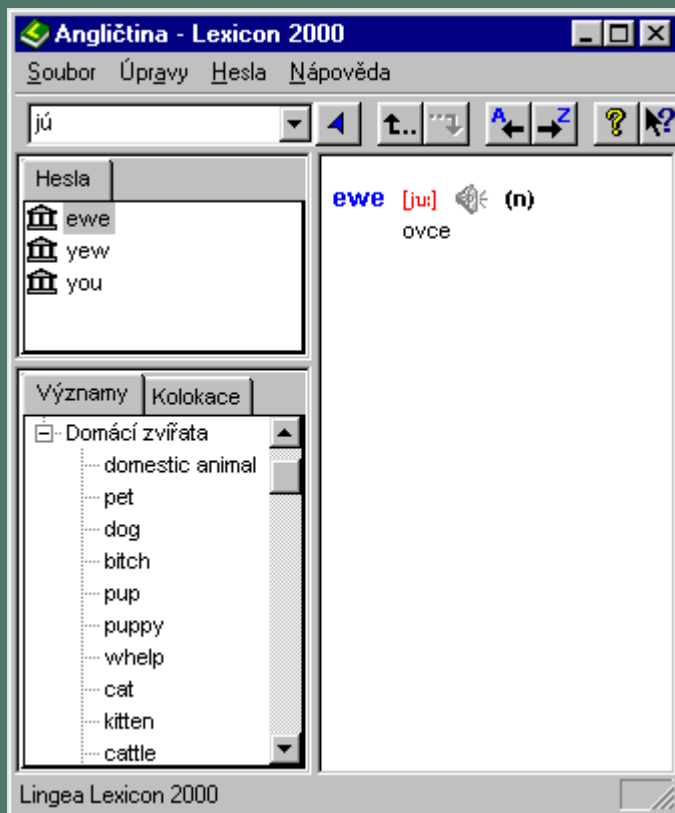 Angličtina - Lexicon 2000
Soubor Úpravy Hesla Nápověda
jú
A Z ? ?
Hesla
ewe
yew
you
ewe [ju:] (n)
ovce
Významy Kolokace
Domácí zvířata
domestic animal
pet
dog
bitch
pup
puppy
whelp
cat
kitten
cattle
Lingea Lexicon 2000